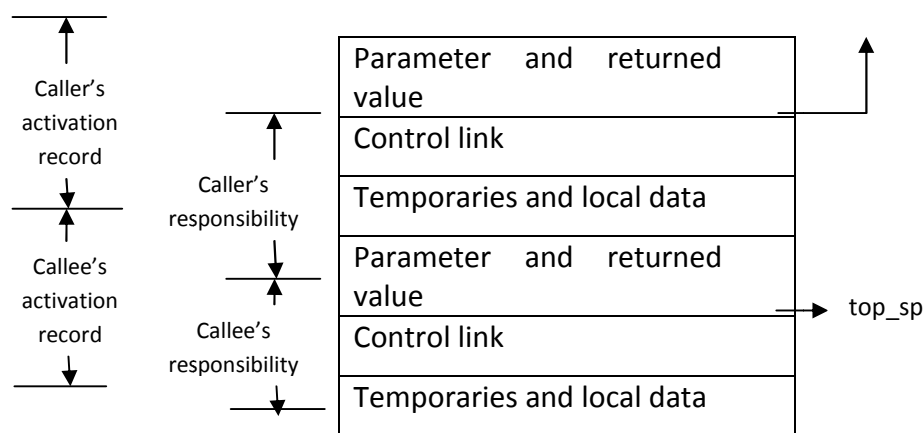 Caller's
activation
record
Callee's
activation
record
Caller's
responsibility
Callee's
responsibility
Parameter and returned
value
Control link
Temporaries and local data
Parameter and returned
value
Control link
Temporaries and local data
top_sp